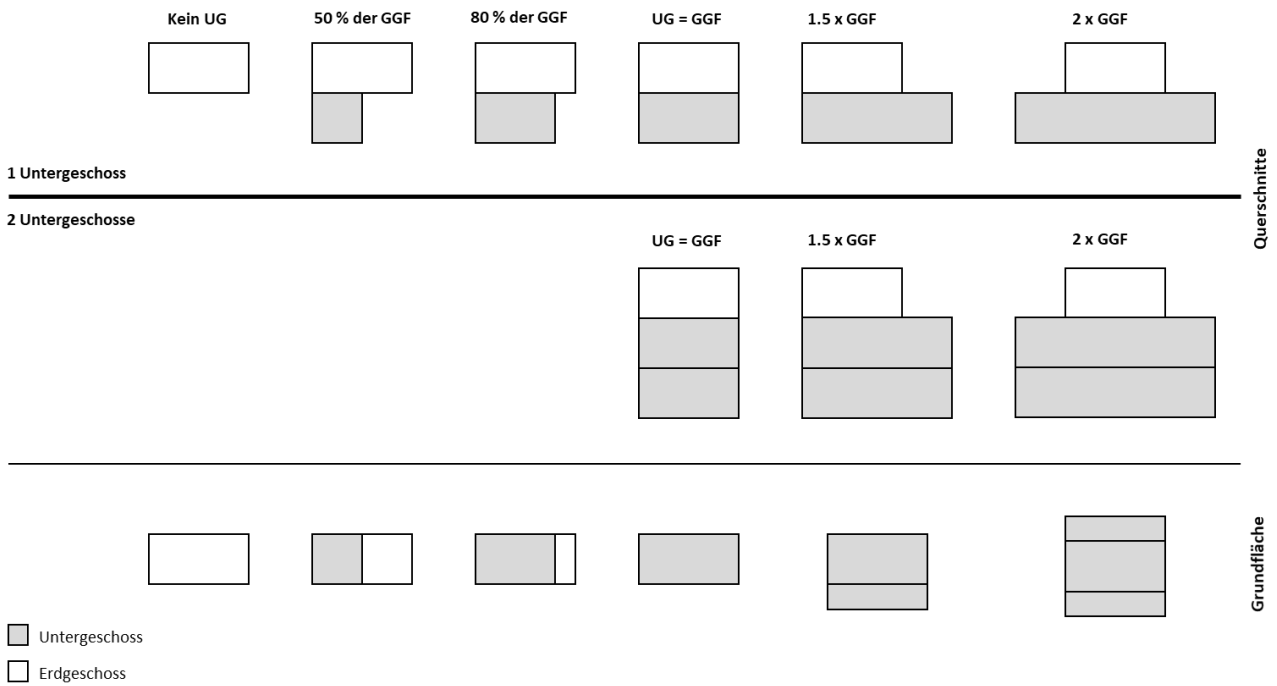 Kein UG
50 % der GGF
80 % der GGF
UG = GGF
1.5 x GGF
2 x GGF
1 Untergeschoss
Querschnitte
2 Untergeschosse
UG = GGF
1.5 x GGF
2 x GGF
Grundfläche
Untergeschoss
Erdgeschoss